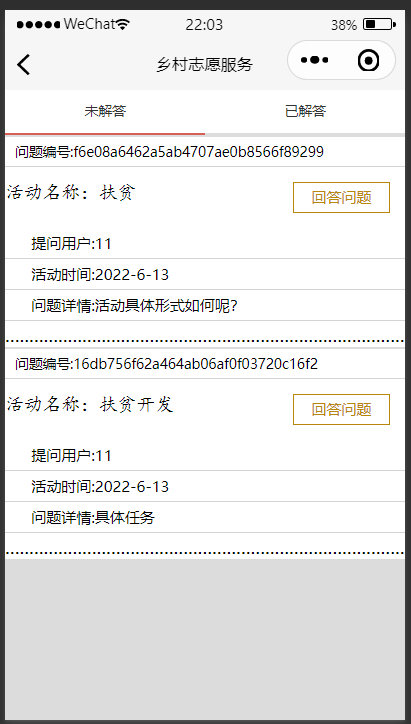 WeChat 22:03 38%
乡村志愿服务
未解答 已解答
问题编号:f6e08a6462a5ab4707ae0b8566f89299
活动名称：扶贫 回答问题
提问用户:11
活动时间:2022-6-13
问题详情:活动具体形式如何呢?
问题编号:16db756f62a464ab06af0f03720c16f2
活动名称：扶贫开发 回答问题
提问用户:11
活动时间:2022-6-13
问题详情:具体任务